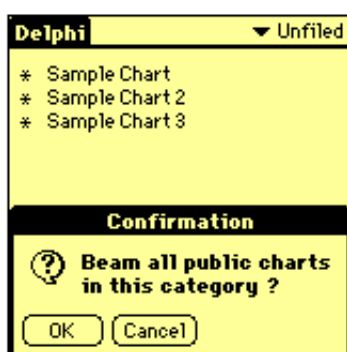 Delphi ▼ Unfiled
* Sample Chart
* Sample Chart 2
* Sample Chart 3
Confirmation
Beam all public charts
in this category ?
OK Cancel